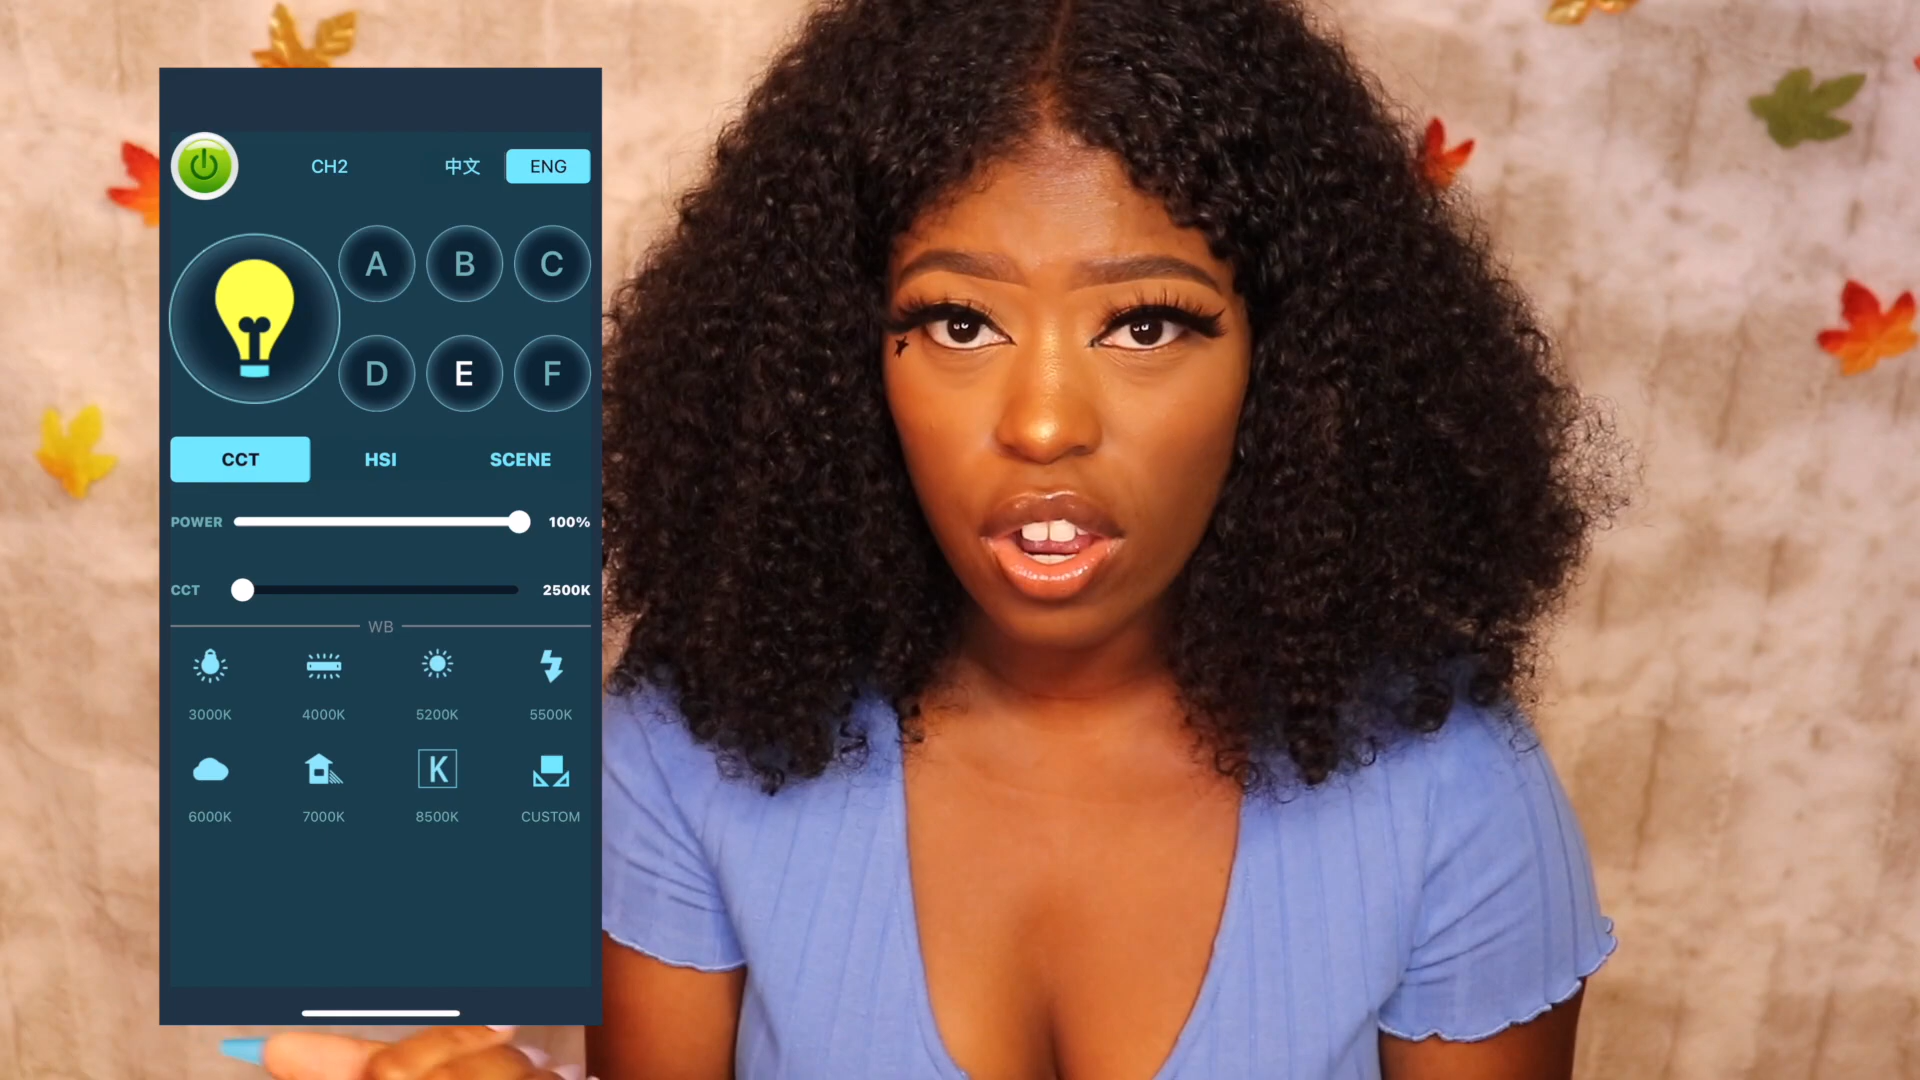 CH2 中文 ENG
A B C
D E F
CCT HSI SCENE
POWER 100%
CCT 2500K
WB
3000K 4000K 5200K 5500K
K
6000K 7000K 8500K CUSTOM